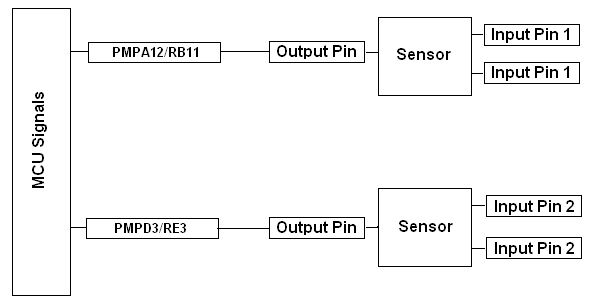 MCU Signals
PMPA12/RB11
Output Pin
Sensor
Input Pin 1
Input Pin 1
PMPD3/RE3
Output Pin
Sensor
Input Pin 2
Input Pin 2